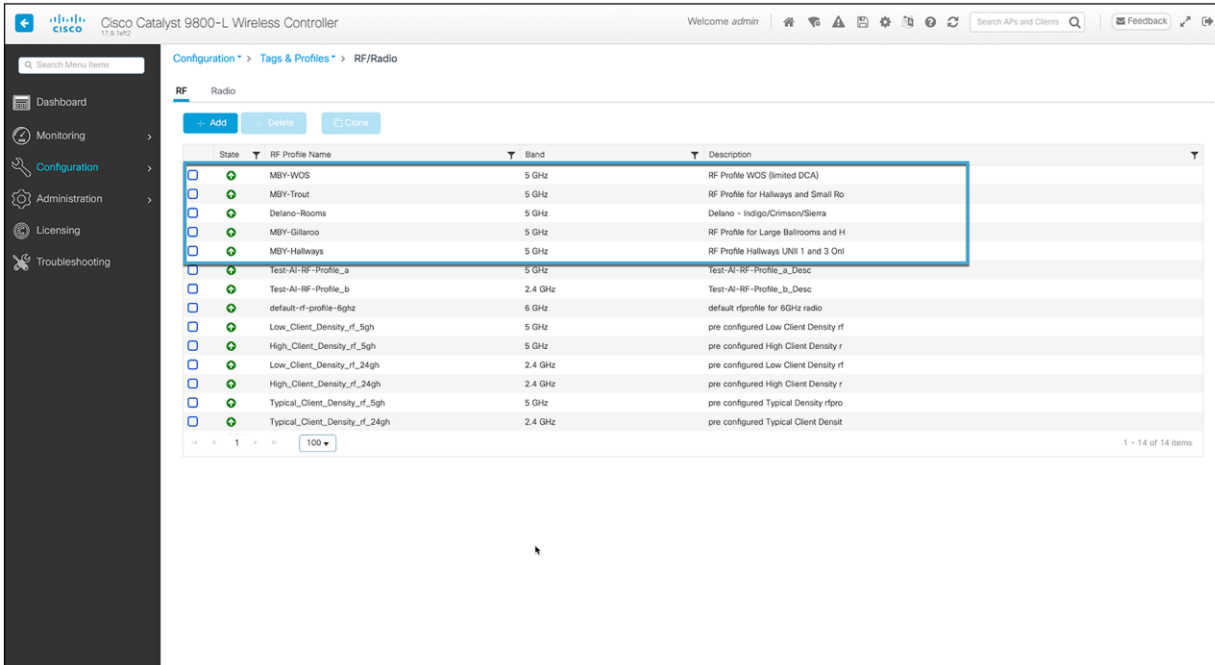 CISCO
Cisco Catalyst 9800-L Wireless Controller
17.9.1eft2
Welcome admin
Search APs and Clients
Feedback
Search Menu Items
Dashboard
Monitoring
Configuration
Administration
Licensing
Troubleshooting
Configuration > Tags & Profiles > RF/Radio
RF Radio
+ Add × Delete Clone
State RF Profile Name Band Description
MBY-WOS 5 GHz RF Profile WOS (limited DCA)
MBY-Trout 5 GHz RF Profile for Hallways and Small Ro
Delano-Rooms 5 GHz Delano - Indigo/Crimson/Sierra
MBY-Gillaroo 5 GHz RF Profile for Large Ballrooms and H
MBY-Hallways 5 GHz RF Profile Hallways UNII 1 and 3 Onl
Test-AI-RF-Profile_a 5 GHz Test-AI-RF-Profile_a_Desc
Test-AI-RF-Profile_b 2.4 GHz Test-AI-RF-Profile_b_Desc
default-rf-profile-6ghz 6 GHz default rfprofile for 6GHz radio
Low_Client_Density_rf_5gh 5 GHz pre configured Low Client Density rf
High_Client_Density_rf_5gh 5 GHz pre configured High Client Density r
Low_Client_Density_rf_24gh 2.4 GHz pre configured Low Client Density rf
High_Client_Density_rf_24gh 2.4 GHz pre configured High Client Density r
Typical_Client_Density_rf_5gh 5 GHz pre configured Typical Density rfpro
Typical_Client_Density_rf_24gh 2.4 GHz pre configured Typical Client Densit
1 100 1 - 14 of 14 items